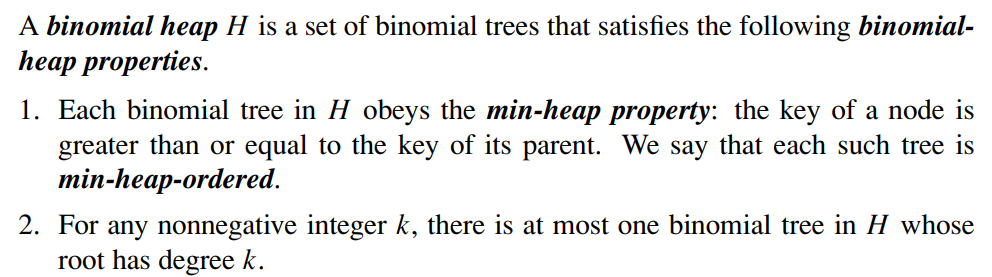 A binomial heap H is a set of binomial trees that satisfies the following binomial-
heap properties.
1. Each binomial tree in H obeys the min-heap property: the key of a node is
greater than or equal to the key of its parent. We say that each such tree is
min-heap-ordered.
2. For any nonnegative integer k, there is at most one binomial tree in H whose
root has degree k.